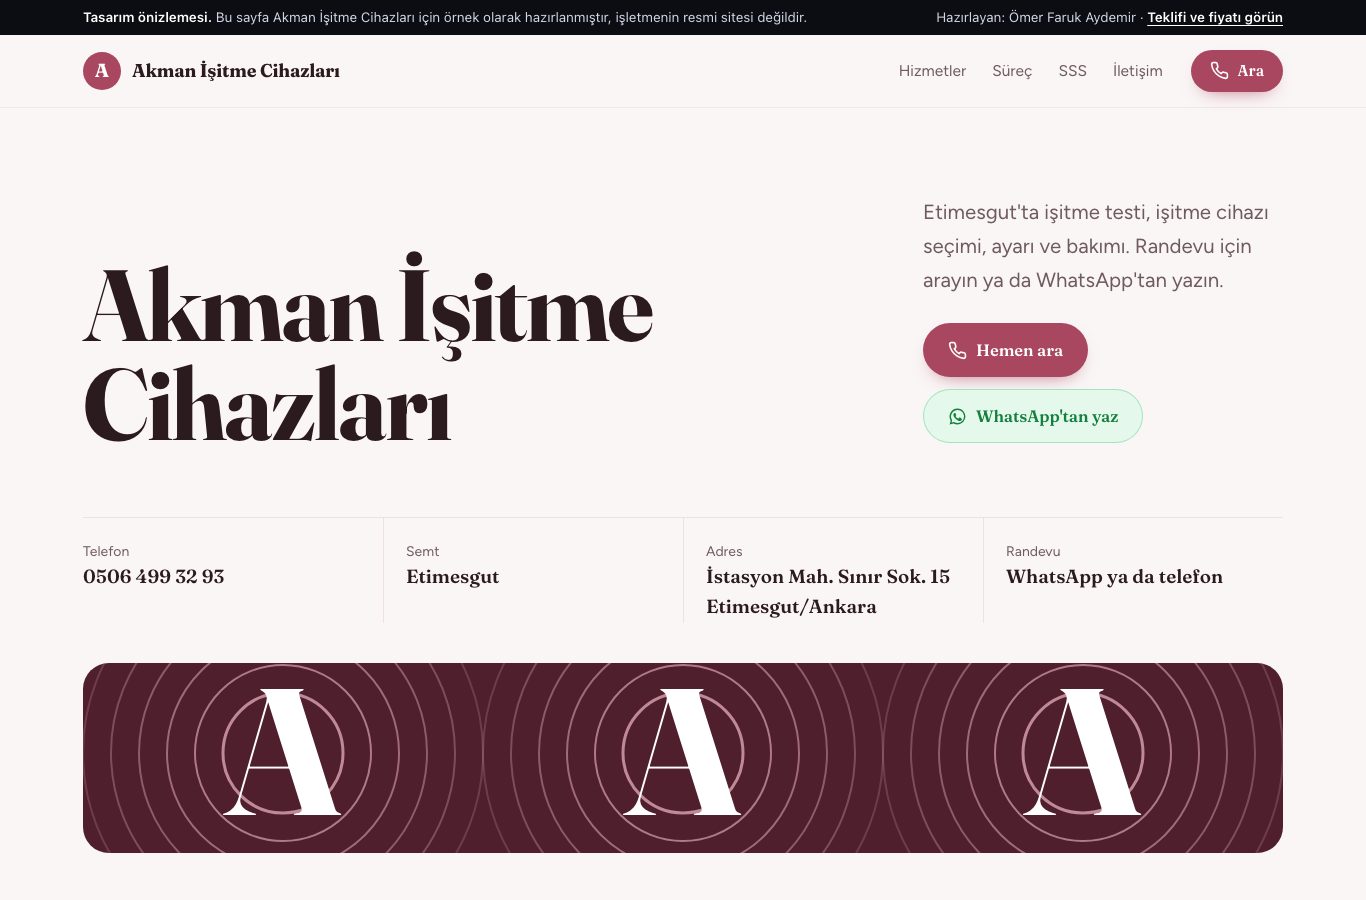 Tasarım önizlemesi. Bu sayfa Akman İşitme Cihazları için örnek olarak hazırlanmıştır, işletmenin resmi sitesi değildir.
Hazırlayan: Ömer Faruk Aydemir · Teklifi ve fiyatı görün
A
Akman İşitme Cihazları
Hizmetler
Süreç
SSS
İletişim
Ara
Akman İşitme
Cihazları
Etimesgut'ta işitme testi, işitme cihazı
seçimi, ayarı ve bakımı. Randevu için
arayın ya da WhatsApp'tan yazın.
Hemen ara
WhatsApp'tan yaz
Telefon
0506 499 32 93
Semt
Etimesgut
Adres
İstasyon Mah. Sınır Sok. 15
Etimesgut/Ankara
Randevu
WhatsApp ya da telefon
A
A
A